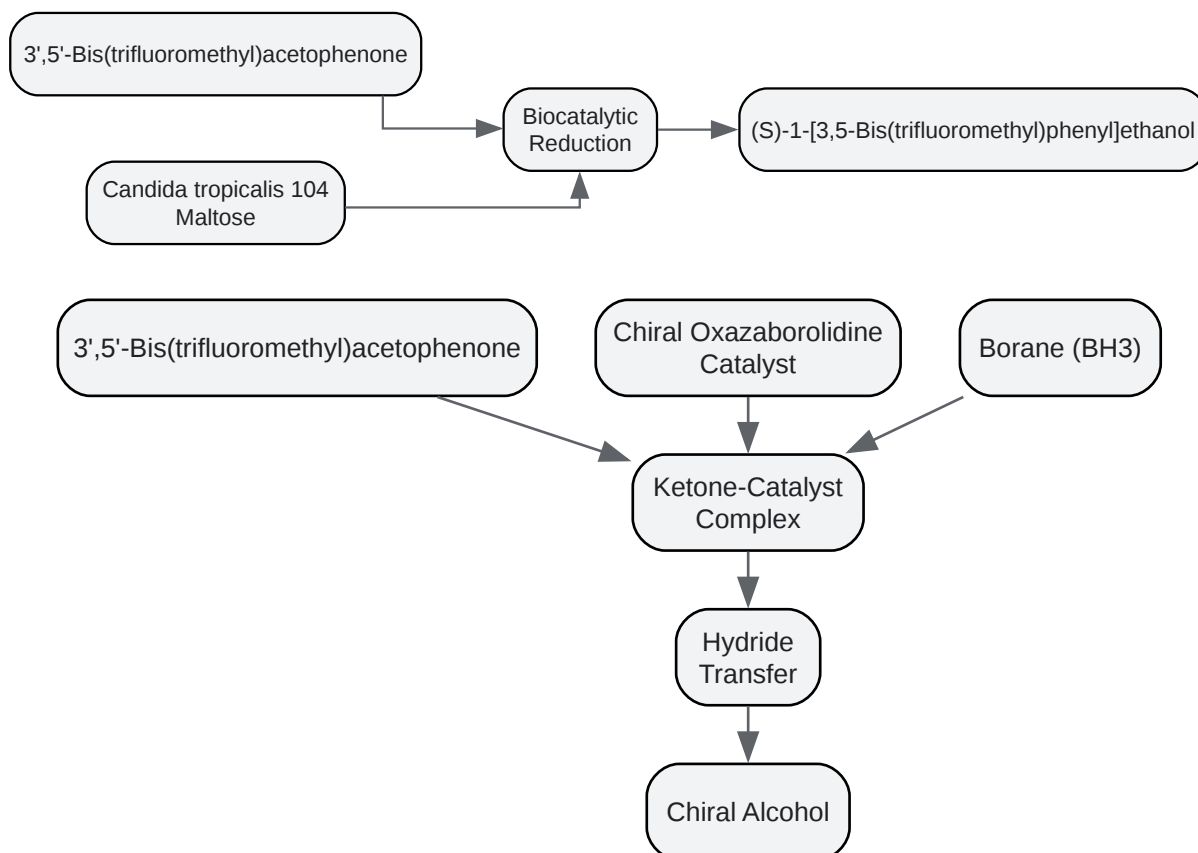 3',5'-Bis(trifluoromethyl)acetophenone
Biocatalytic
Reduction
(S)-1-[3,5-Bis(trifluoromethyl)phenyl]ethanol
Candida tropicalis 104
Maltose
3',5'-Bis(trifluoromethyl)acetophenone
Chiral Oxazaborolidine
Catalyst
Borane (BH3)
Ketone-Catalyst
Complex
Hydride
Transfer
Chiral Alcohol